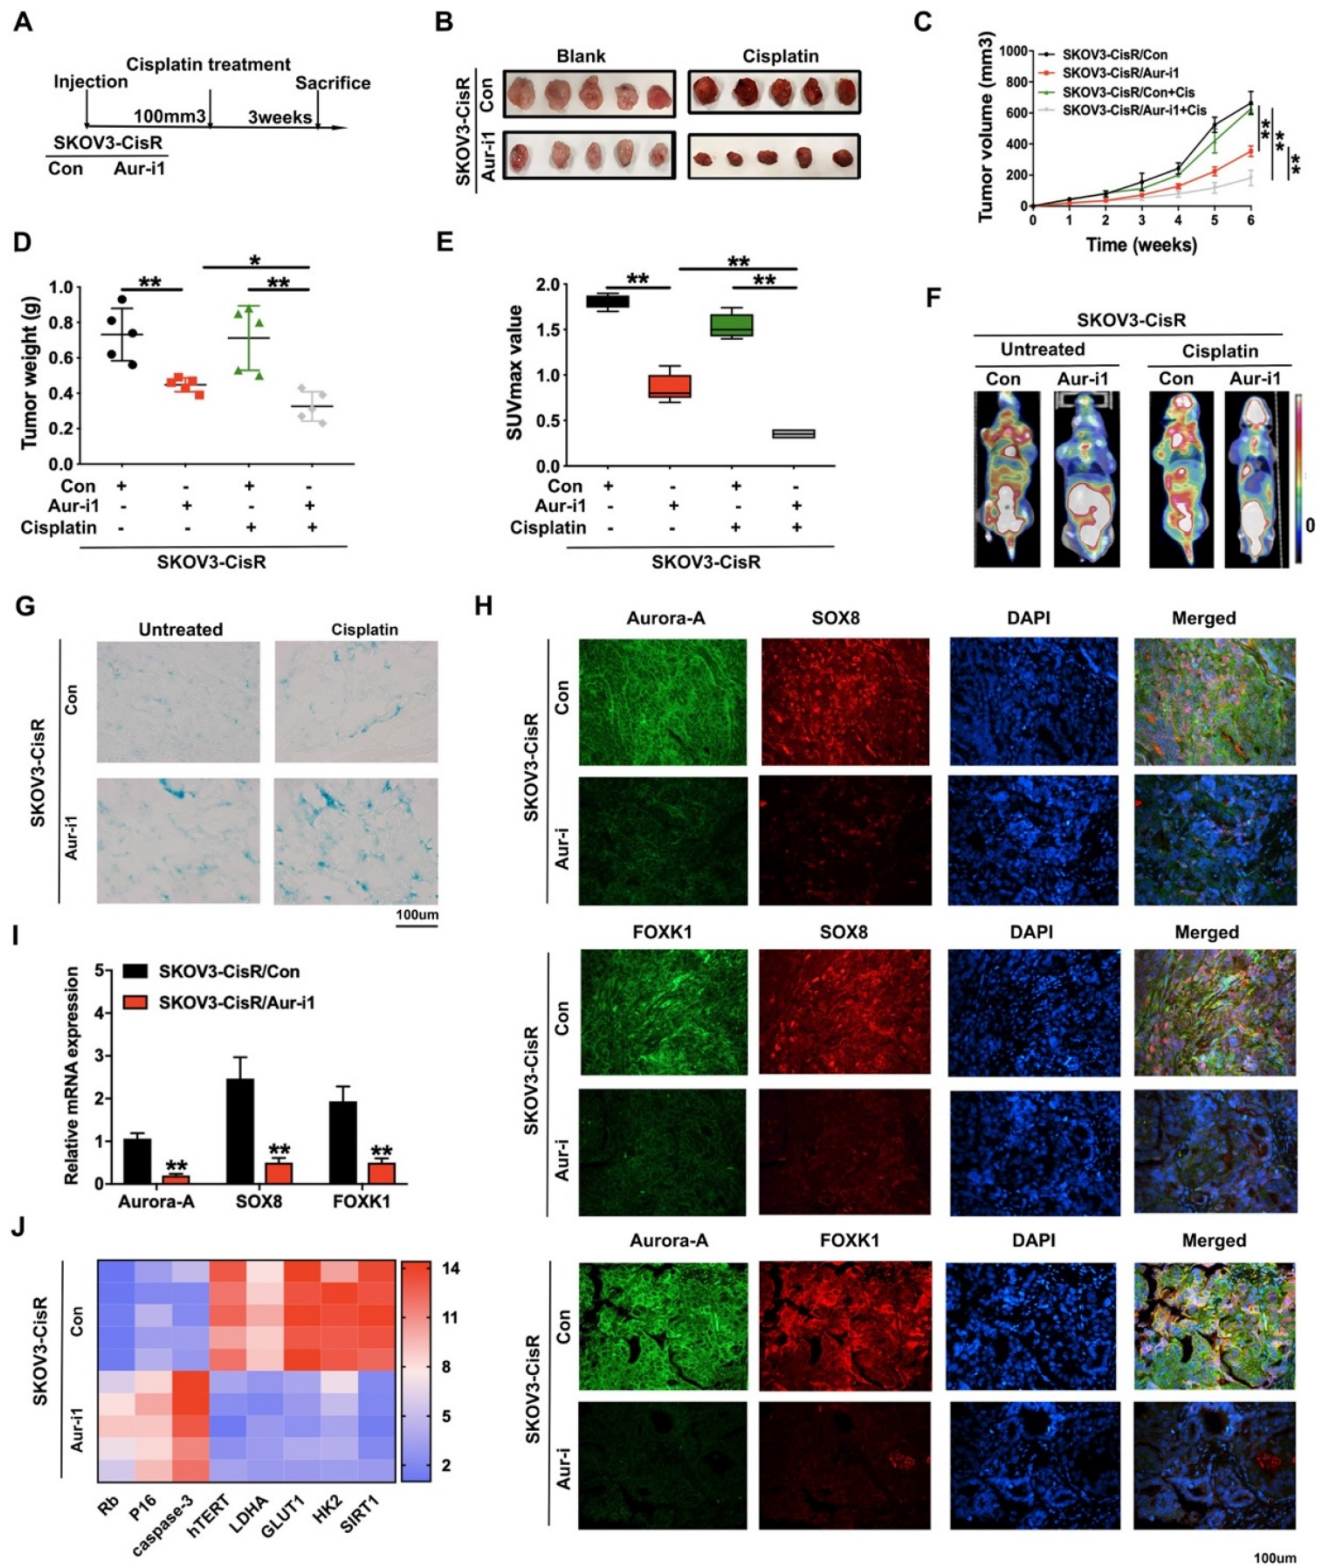 A
Injection
Cisplatin treatment
Sacrifice
100mm3
3weeks
SKOV3-CisR
Con Aur-i1
B
Blank
Cisplatin
SKOV3-CisR
Con
Aur-i1
C
Tumor volume (mm3)
1000
800
600
400
200
0
0 1 2 3 4 5 6
Time (weeks)
SKOV3-CisR/Con
SKOV3-CisR/Aur-i1
SKOV3-CisR/Con+Cis
SKOV3-CisR/Aur-i1+Cis
**
**
**
D
Tumor weight (g)
1.0
0.8
0.6
0.4
0.2
0.0
**
*
**
Con + - + -
Aur-i1 - + - +
Cisplatin - - + +
SKOV3-CisR
E
SUVmax value
2.0
1.5
1.0
0.5
0.0
**
**
**
Con + - + -
Aur-i1 - + - +
Cisplatin - - + +
SKOV3-CisR
F
SKOV3-CisR
Untreated
Cisplatin
Con
Aur-i1
Con
Aur-i1
0
G
Untreated
Cisplatin
SKOV3-CisR
Con
Aur-i1
100um
H
Aurora-A
SOX8
DAPI
Merged
SKOV3-CisR
Con
Aur-i
FOXK1
SOX8
DAPI
Merged
SKOV3-CisR
Con
Aur-i
Aurora-A
FOXK1
DAPI
Merged
SKOV3-CisR
Con
Aur-i
100um
I
Relative mRNA expression
5
4
3
2
1
0
SKOV3-CisR/Con
SKOV3-CisR/Aur-i1
**
**
**
Aurora-A
SOX8
FOXK1
J
SKOV3-CisR
Con
Aur-i1
14
11
8
5
2
Rb
P16
caspase-3
hTERT
LDHA
GLUT1
HK2
SIRT1